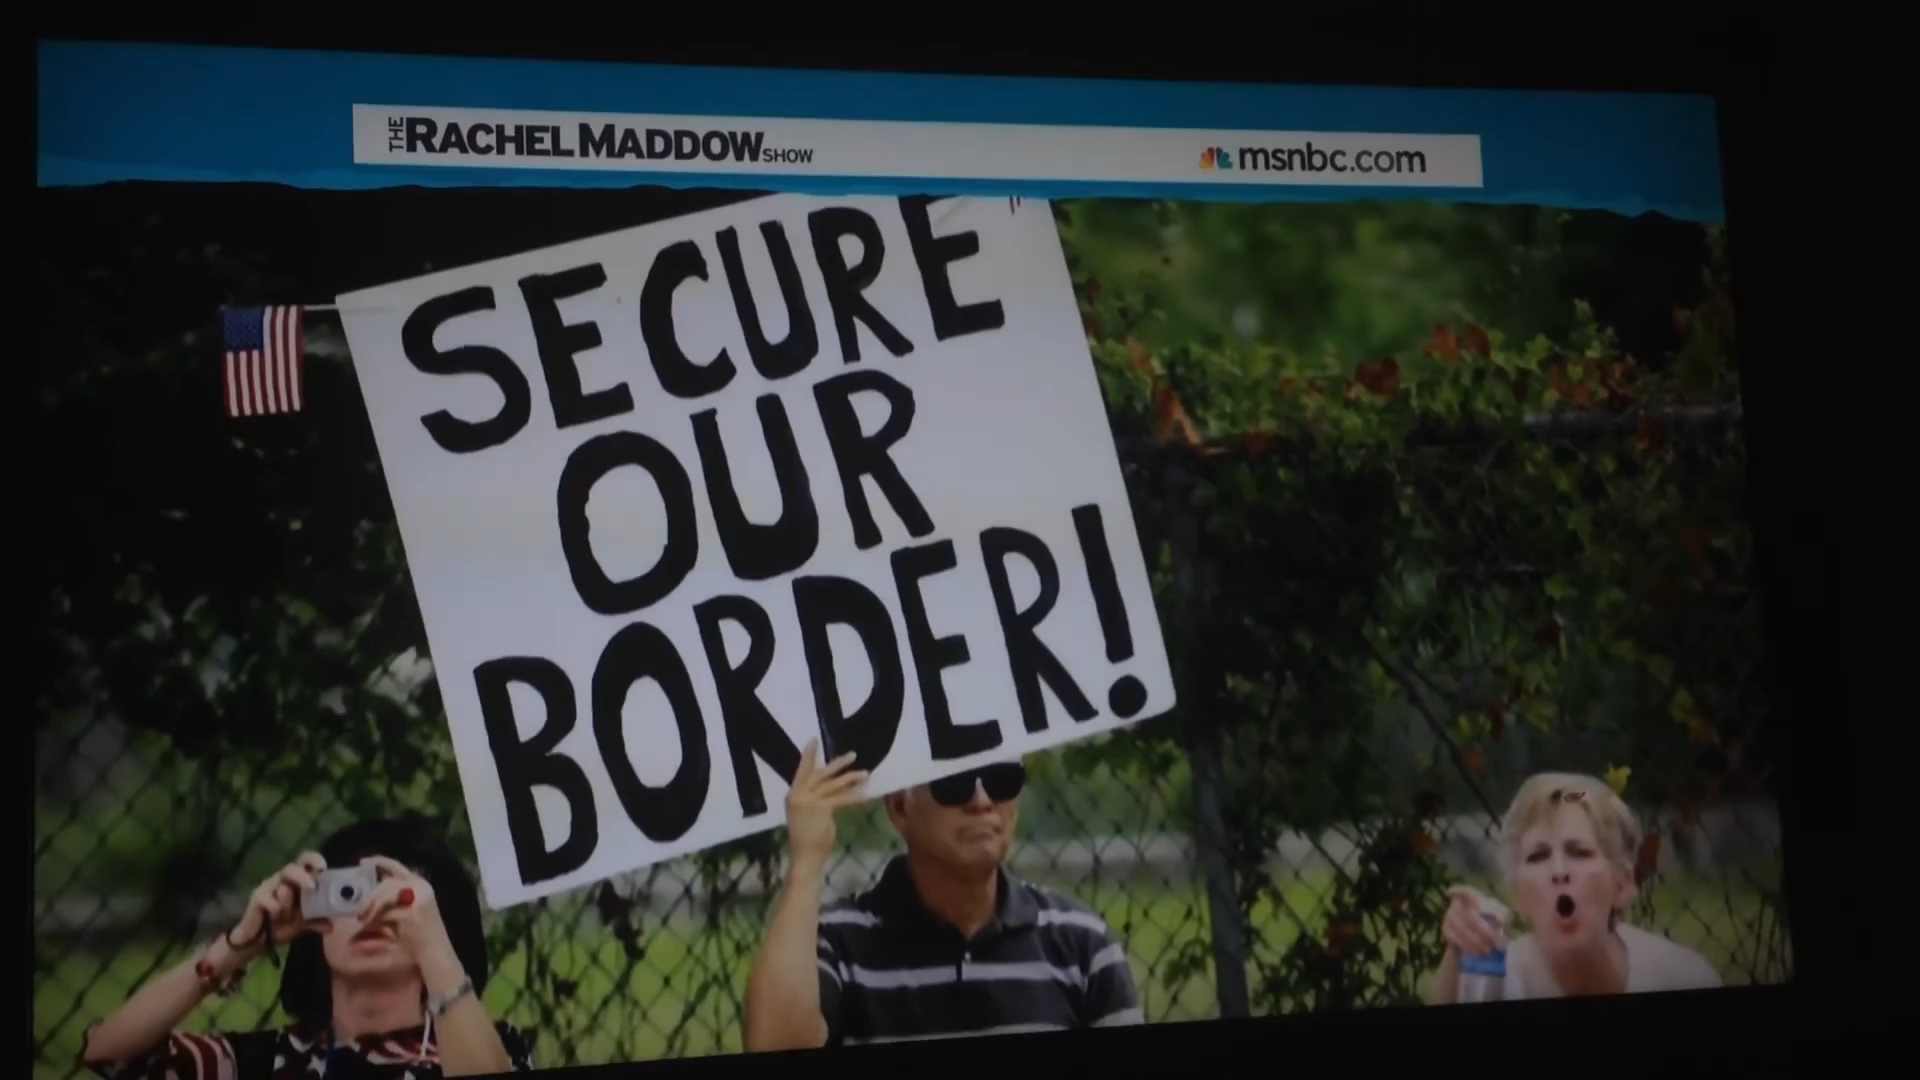 THE RACHEL MADDOW SHOW
msnbc.com
SECURE
OUR
BORDER!